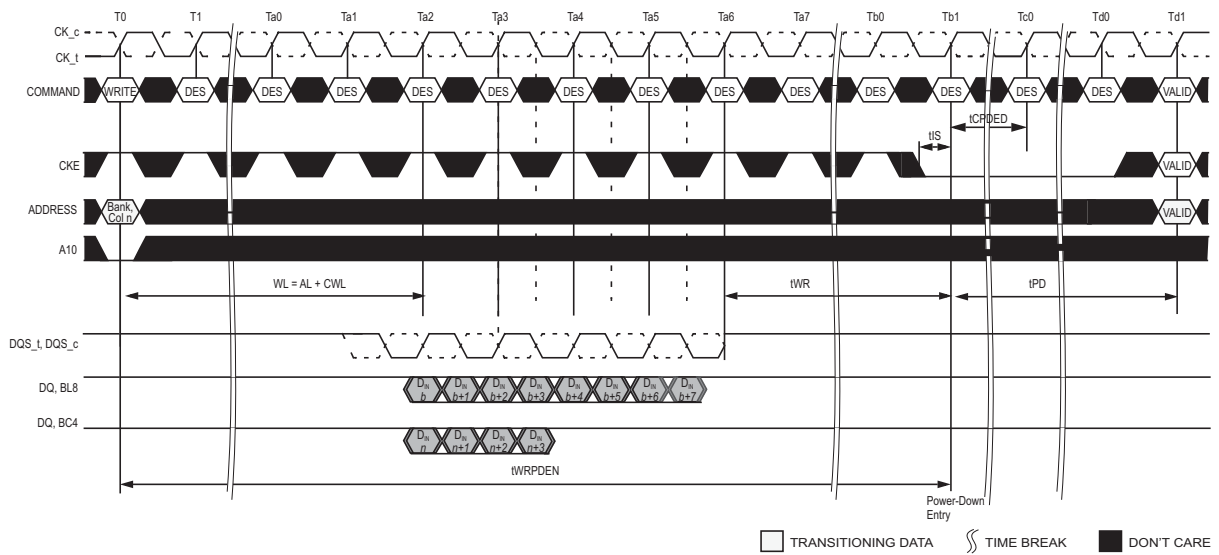 T0 T1 Ta0 Ta1 Ta2 Ta3 Ta4 Ta5 Ta6 Ta7 Tb0 Tb1 Tc0 Td0 Td1
CK_c
CK_t
COMMAND WRITE DES DES DES DES DES DES DES DES DES DES DES DES DES VALID
tCPDED
tIS
CKE VALID
ADDRESS Bank, Col n VALID
A10
WL = AL + CWL tWR tPD
DQS_t, DQS_c
DQ, BL8 DIN b DIN b+1 DIN b+2 DIN b+3 DIN b+4 DIN b+5 DIN b+6 DIN b+7
DQ, BC4 DIN n DIN n+1 DIN n+2 DIN n+3
tWRPDEN
Power-Down
Entry
TRANSITIONING DATA TIME BREAK DON'T CARE